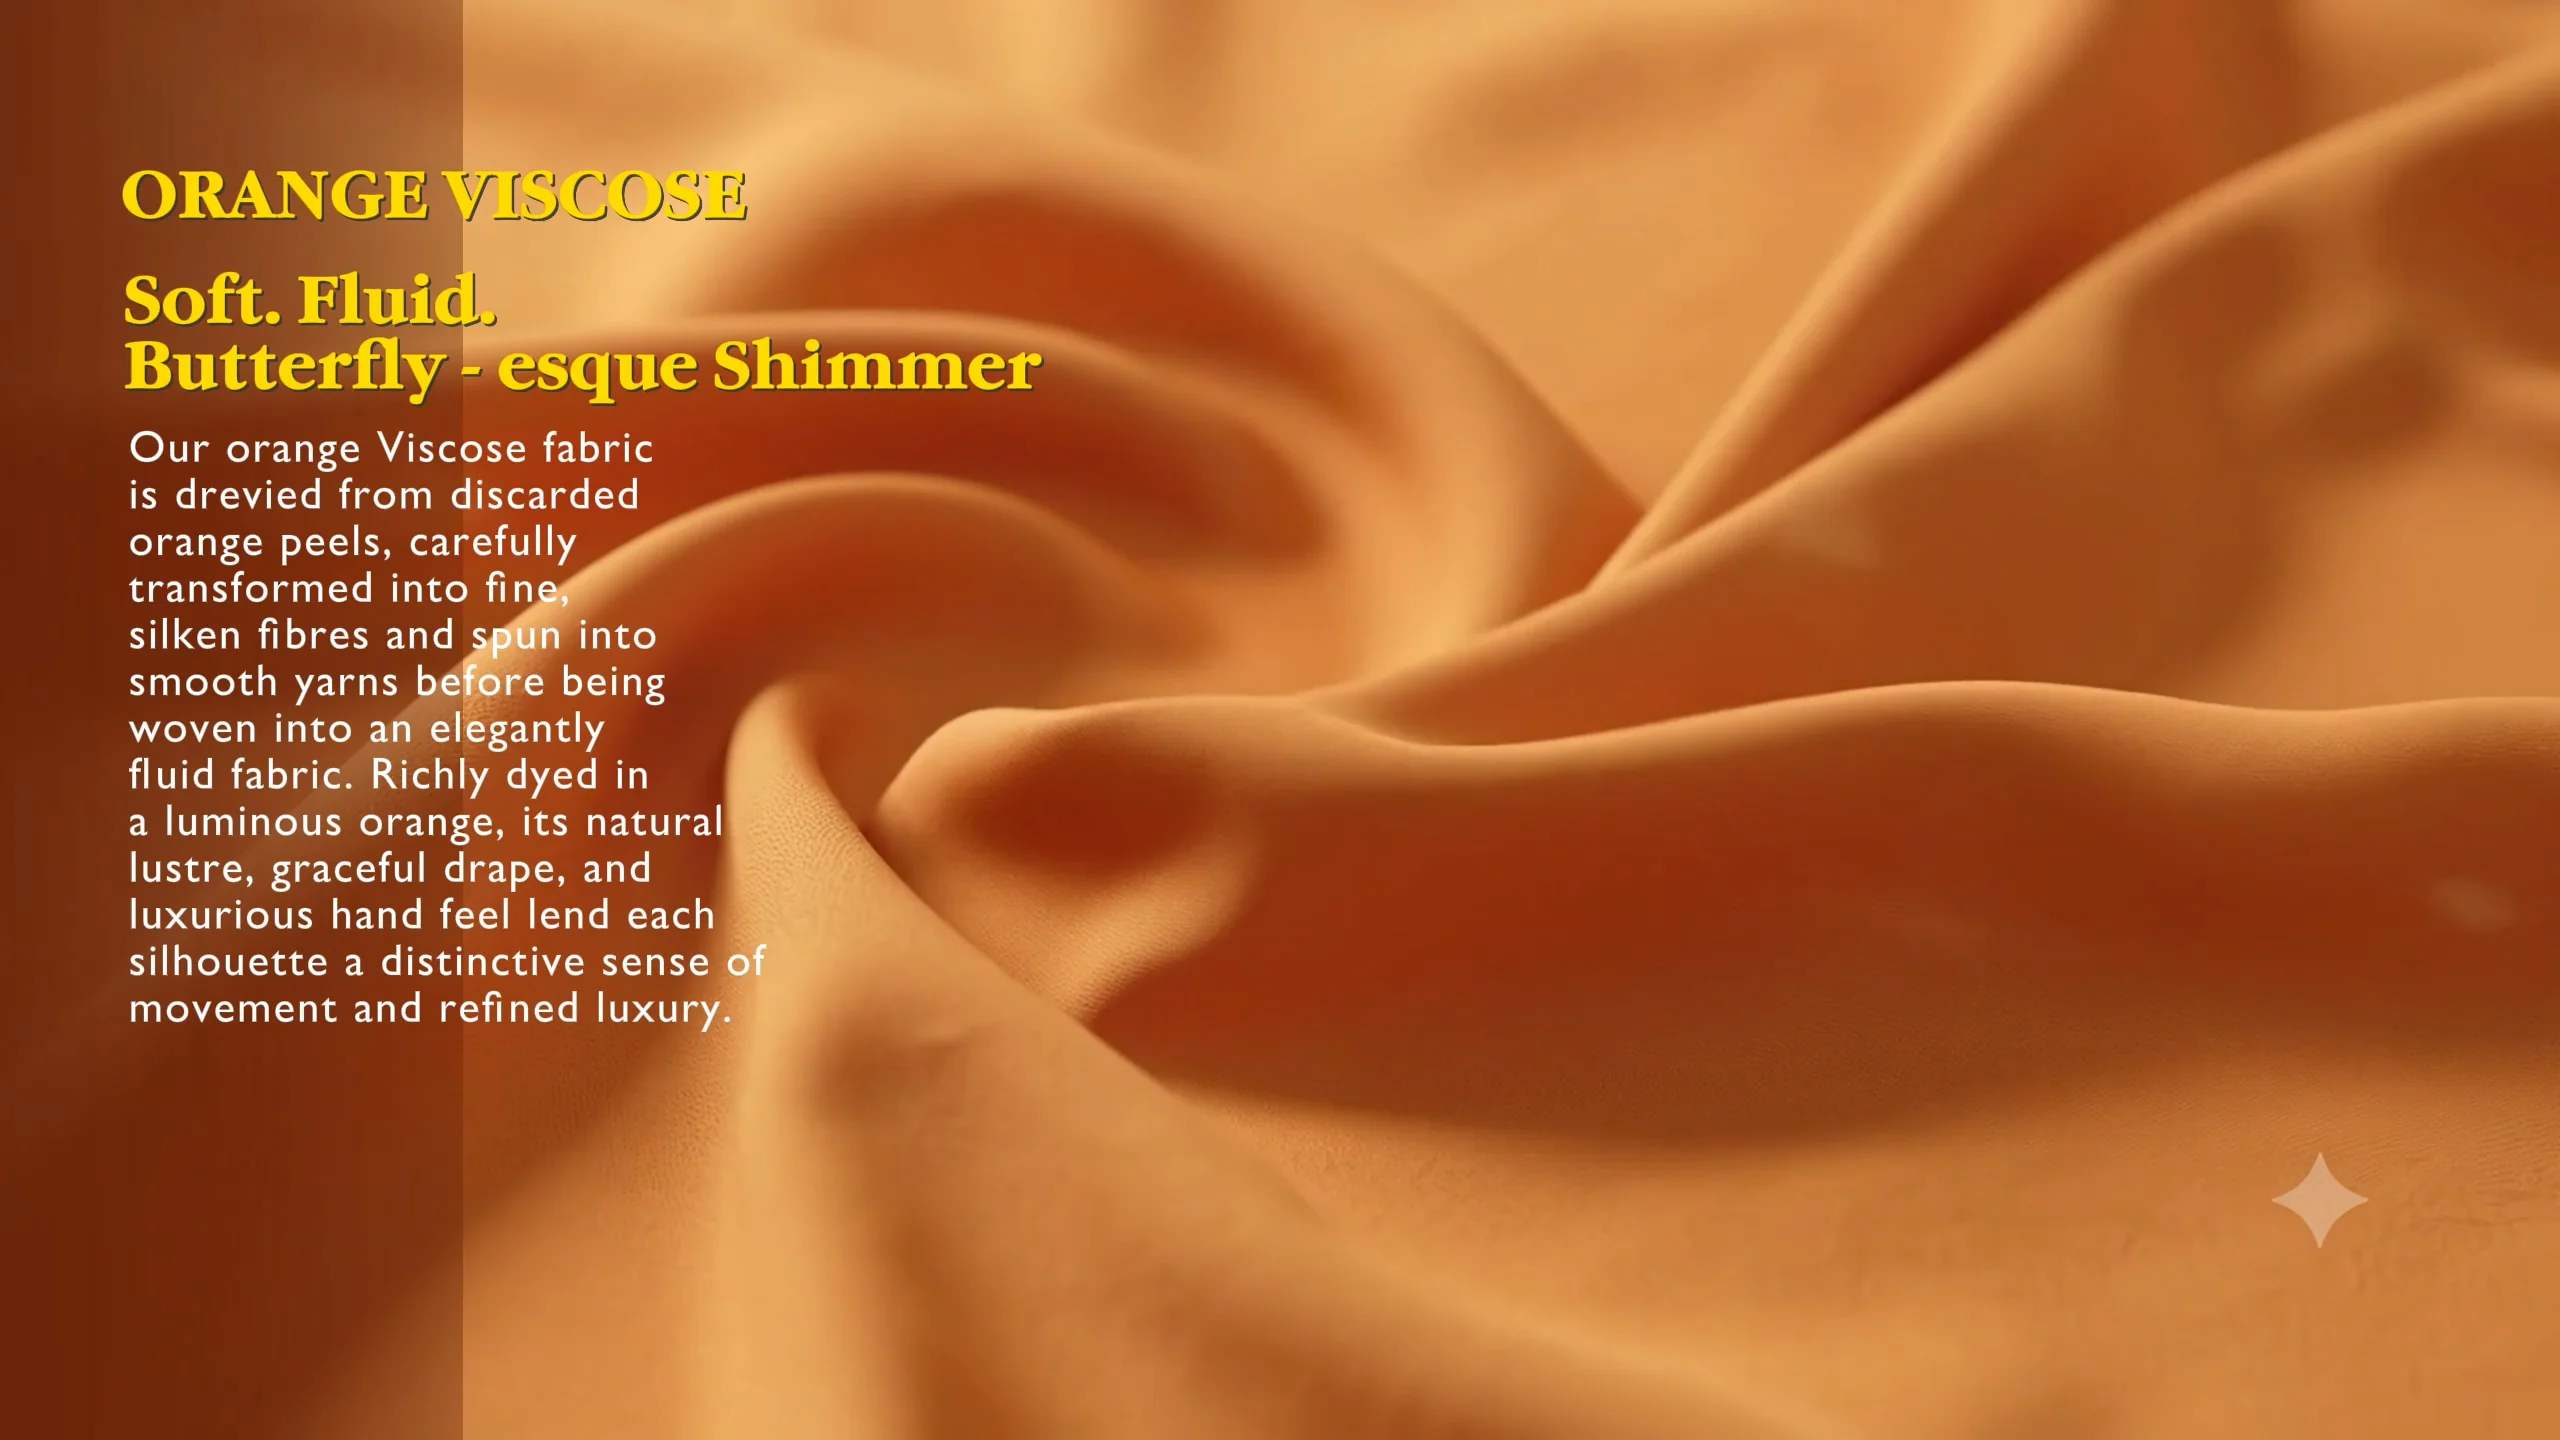 ORANGE VISCOSE
Soft. Fluid.
Butterfly - esque Shimmer
Our orange Viscose fabric
is drevied from discarded
orange peels, carefully
transformed into fine,
silken fibres and spun into
smooth yarns before being
woven into an elegantly
fluid fabric. Richly dyed in
a luminous orange, its natural
lustre, graceful drape, and
luxurious hand feel lend each
silhouette a distinctive sense of
movement and refined luxury.